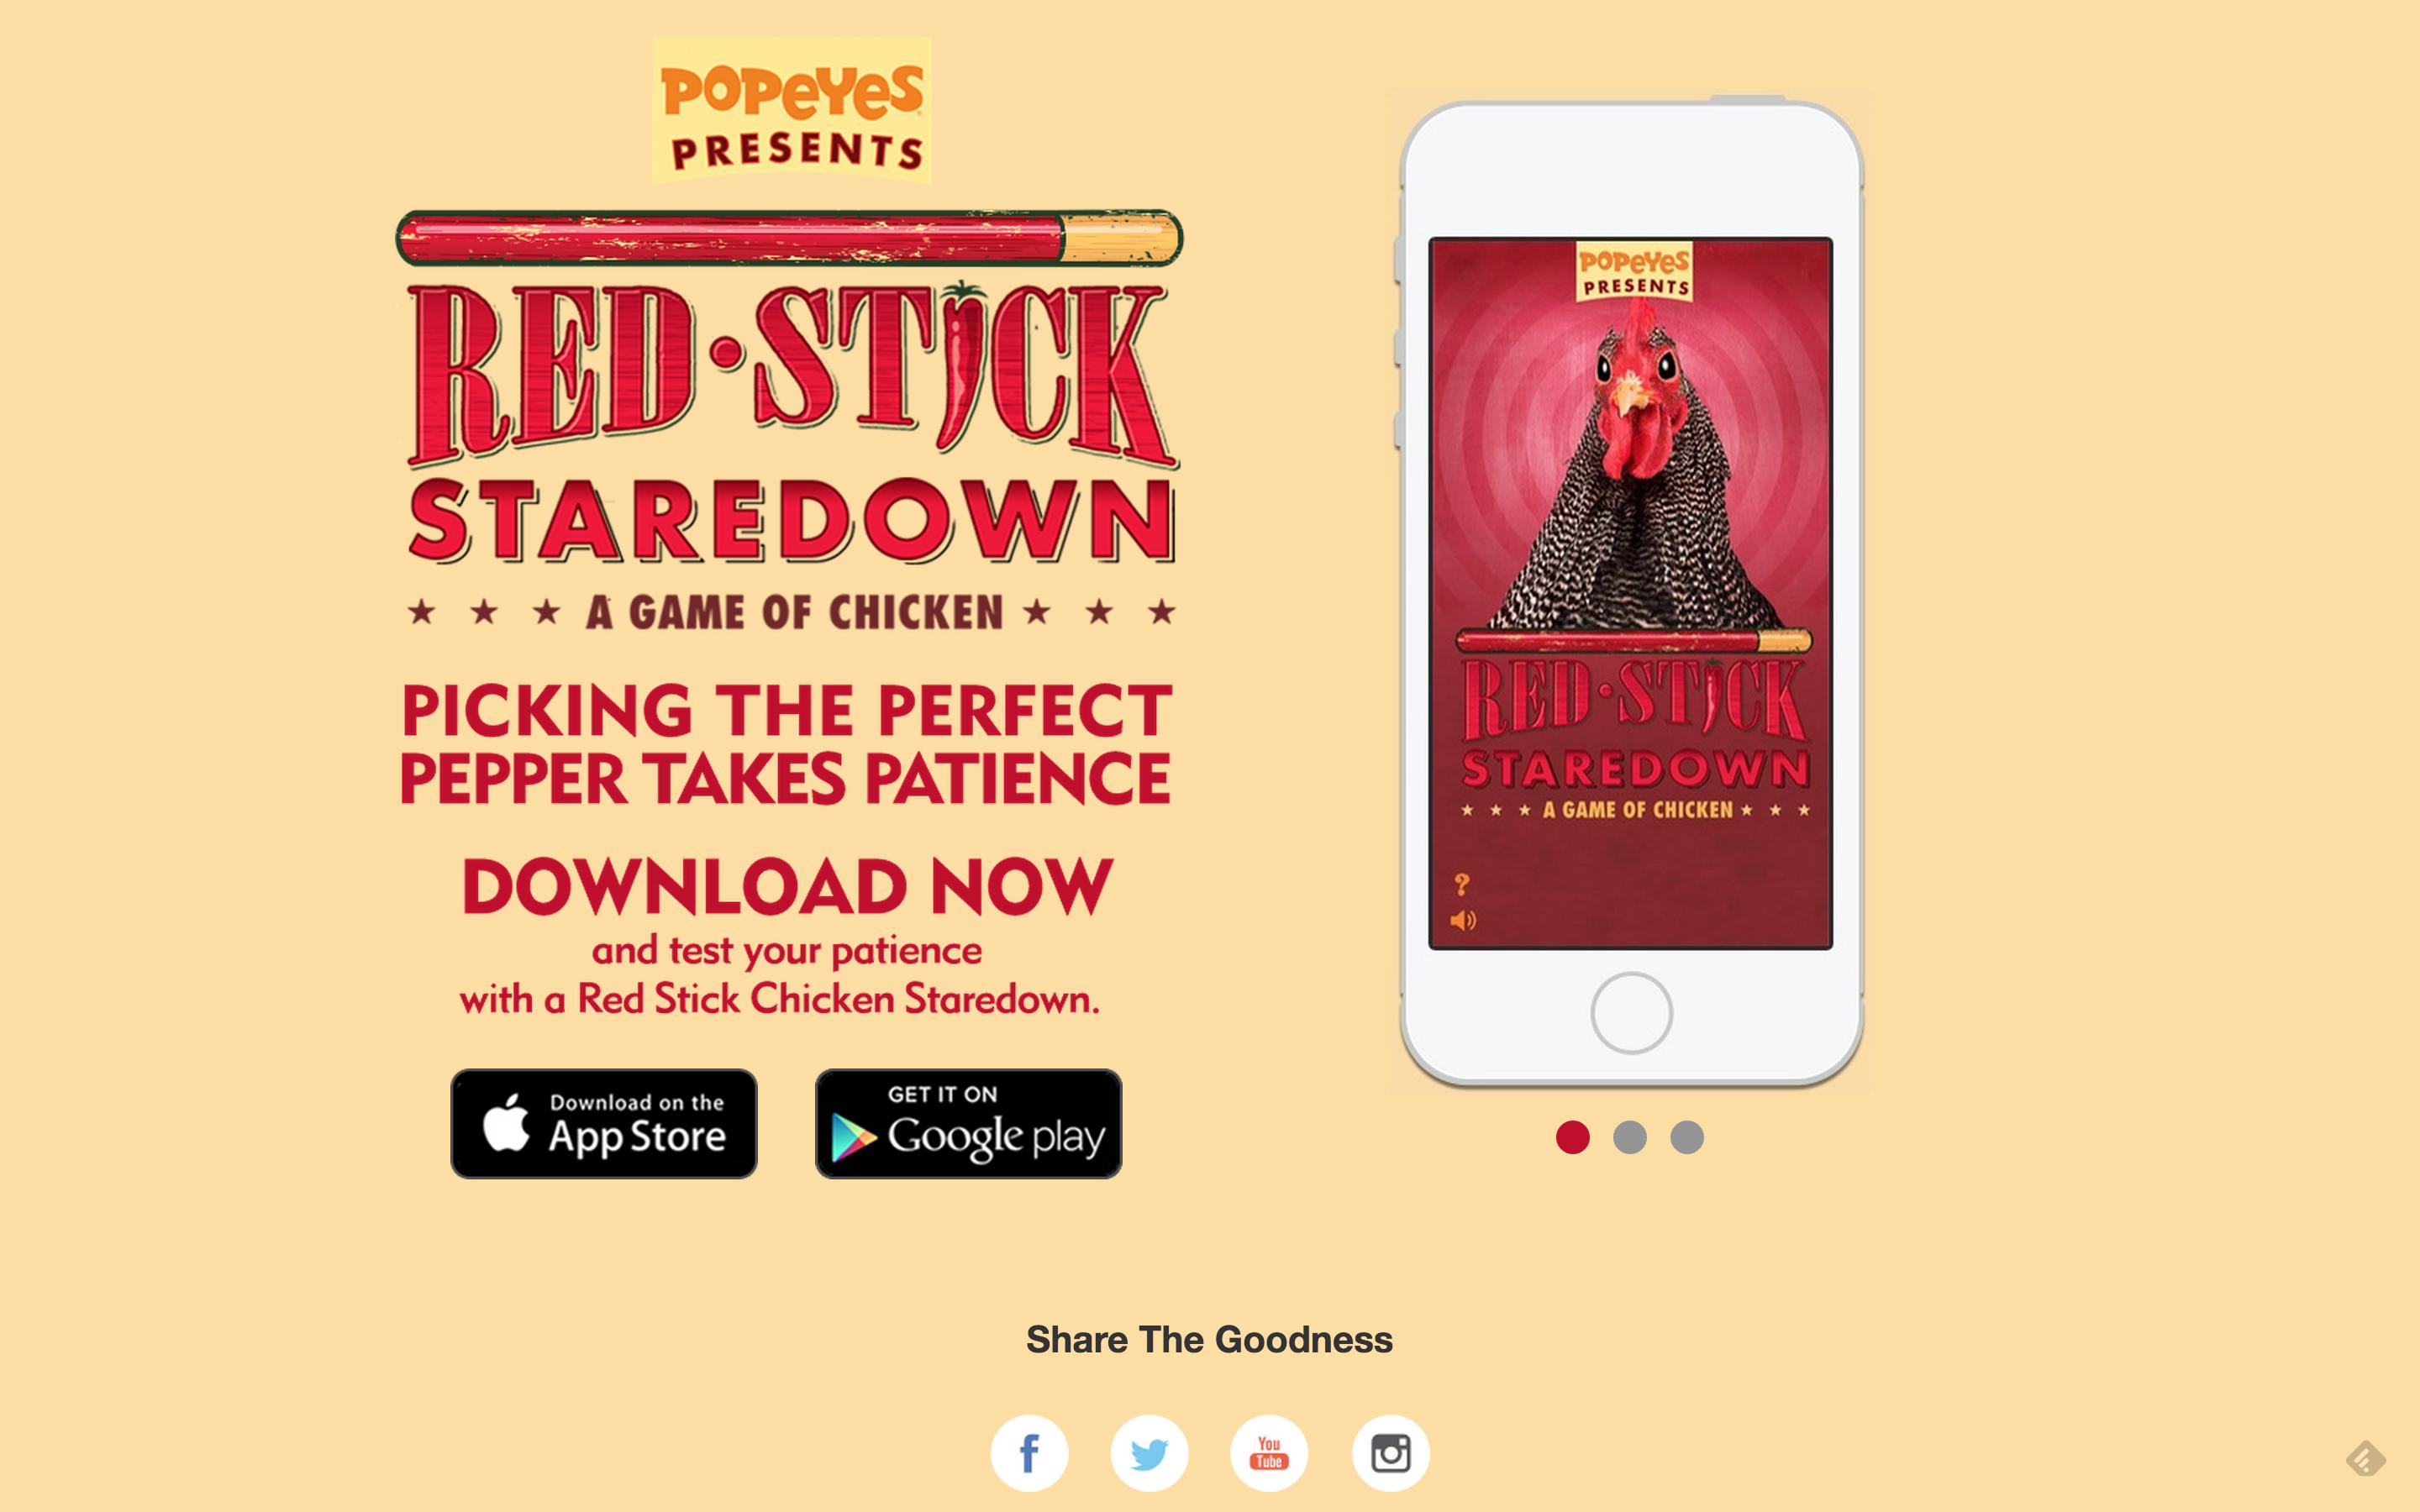 POPEYES
PRESENTS
RED·STICK
STAREDOWN
A GAME OF CHICKEN
PICKING THE PERFECT
PEPPER TAKES PATIENCE
DOWNLOAD NOW
and test your patience
with a Red Stick Chicken Staredown.
Download on the
App Store
GET IT ON
Google play
POPEYES
PRESENTS
RED·STICK
STAREDOWN
A GAME OF CHICKEN
?
Share The Goodness
f
You
Tube